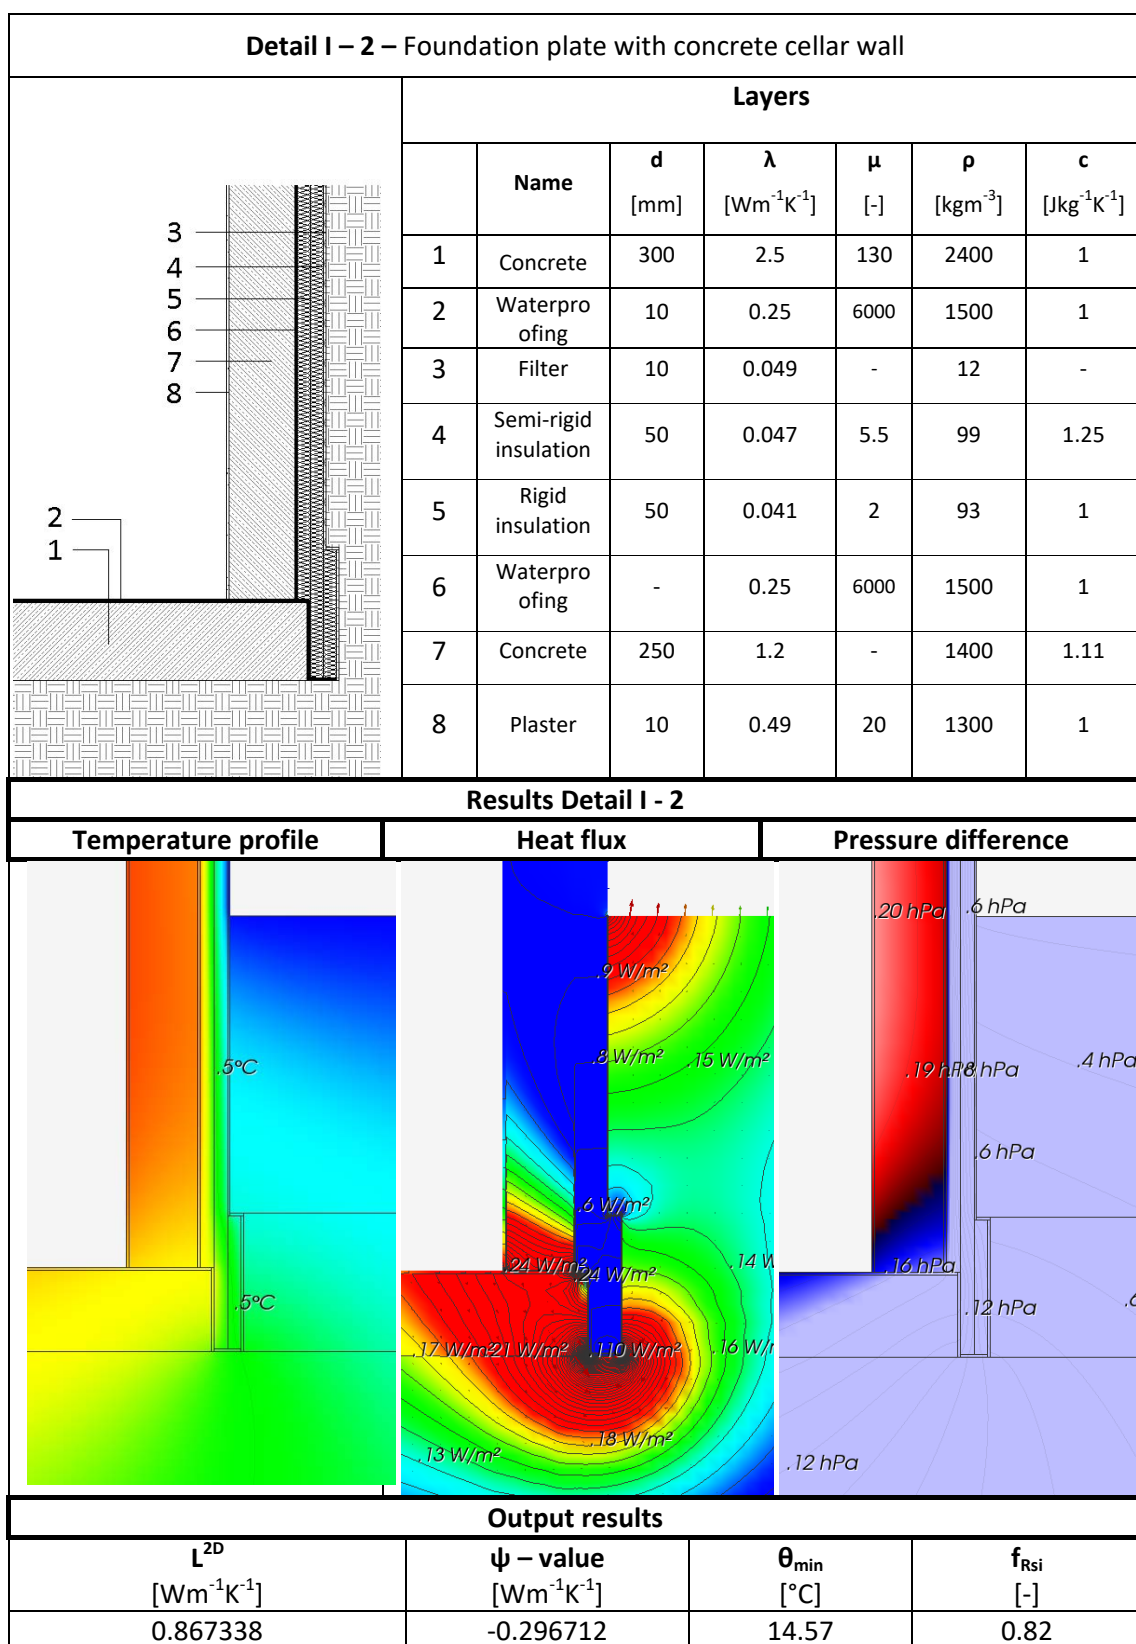 Detail I – 2 – Foundation plate with concrete cellar wall
Layers
Name d λ μ ρ c
[mm] [Wm-1K-1] [-] [kgm-3] [Jkg-1K-1]
1 Concrete 300 2.5 130 2400 1
2 Waterpro
ofing 10 0.25 6000 1500 1
3 Filter 10 0.049 - 12 -
4 Semi-rigid
insulation 50 0.047 5.5 99 1.25
5 Rigid
insulation 50 0.041 2 93 1
6 Waterpro
ofing - 0.25 6000 1500 1
7 Concrete 250 1.2 - 1400 1.11
8 Plaster 10 0.49 20 1300 1
3
4
5
6
7
8
2
1
Results Detail I - 2
Temperature profile Heat flux Pressure difference
.5°C
.5°C
.9 W/m²
.8 W/m² .15 W/m²
.6 W/m²
.24 W/m² .24 W/m² .14 W
.17 W/m² 21 W/m² .110 W/m² .16 W/
.18 W/m²
.13 W/m²
.20 hPa .6 hPa
.19 hPa hPa .4 hPa
.6 hPa
.16 hPa
.12 hPa
.12 hPa
Output results
L2D ψ – value θmin fRsi
[Wm-1K-1] [Wm-1K-1] [°C] [-]
0.867338 -0.296712 14.57 0.82